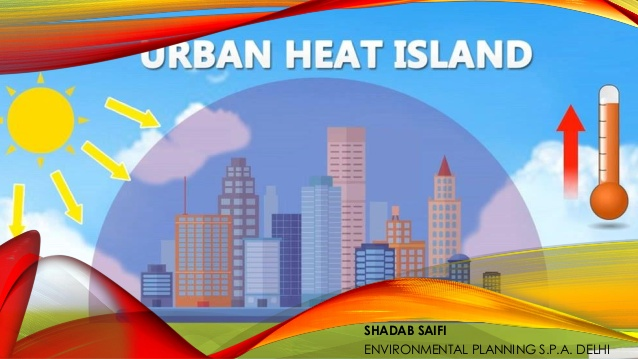 URBAN HEAT ISLAND
SHADAB SAIFI
ENVIRONMENTAL PLANNING S.P.A. DELHI